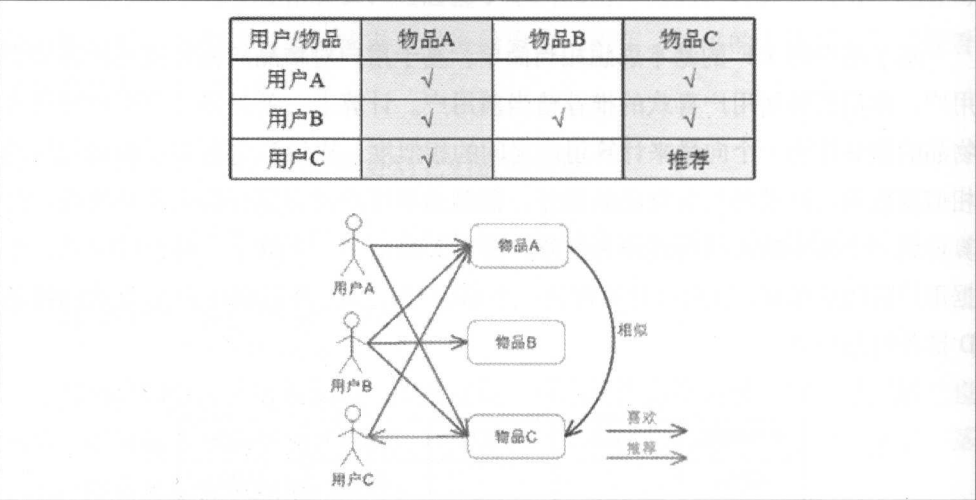 用户/物品 物品A 物品B 物品C
用户A √ √
用户B √ √ √
用户C √ 推荐
物品A
用户A
相似
物品B
用户B
喜欢
物品C
推荐
用户C